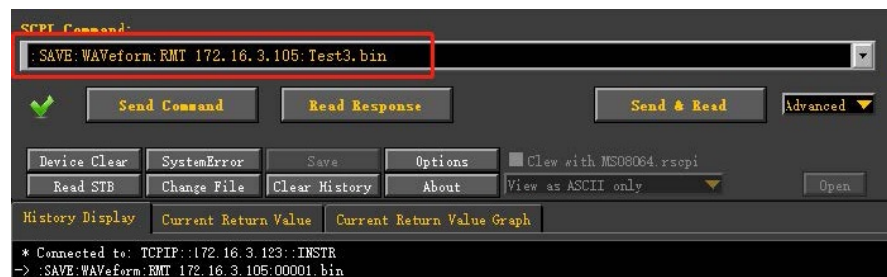 SCPI Command:
:SAVE:WAVeform:RMT 172.16.3.105:Test3.bin
Send Command Read Response Send & Read Advanced
Device Clear SystemError Save Options Clew with MSO8064.rscpi
Read STB Change File Clear History About View as ASCII only Open
History Display Current Return Value Current Return Value Graph
* Connected to: TCPIP::172.16.3.123::INSTR
-> :SAVE:WAVeform:RMT 172.16.3.105:00001.bin